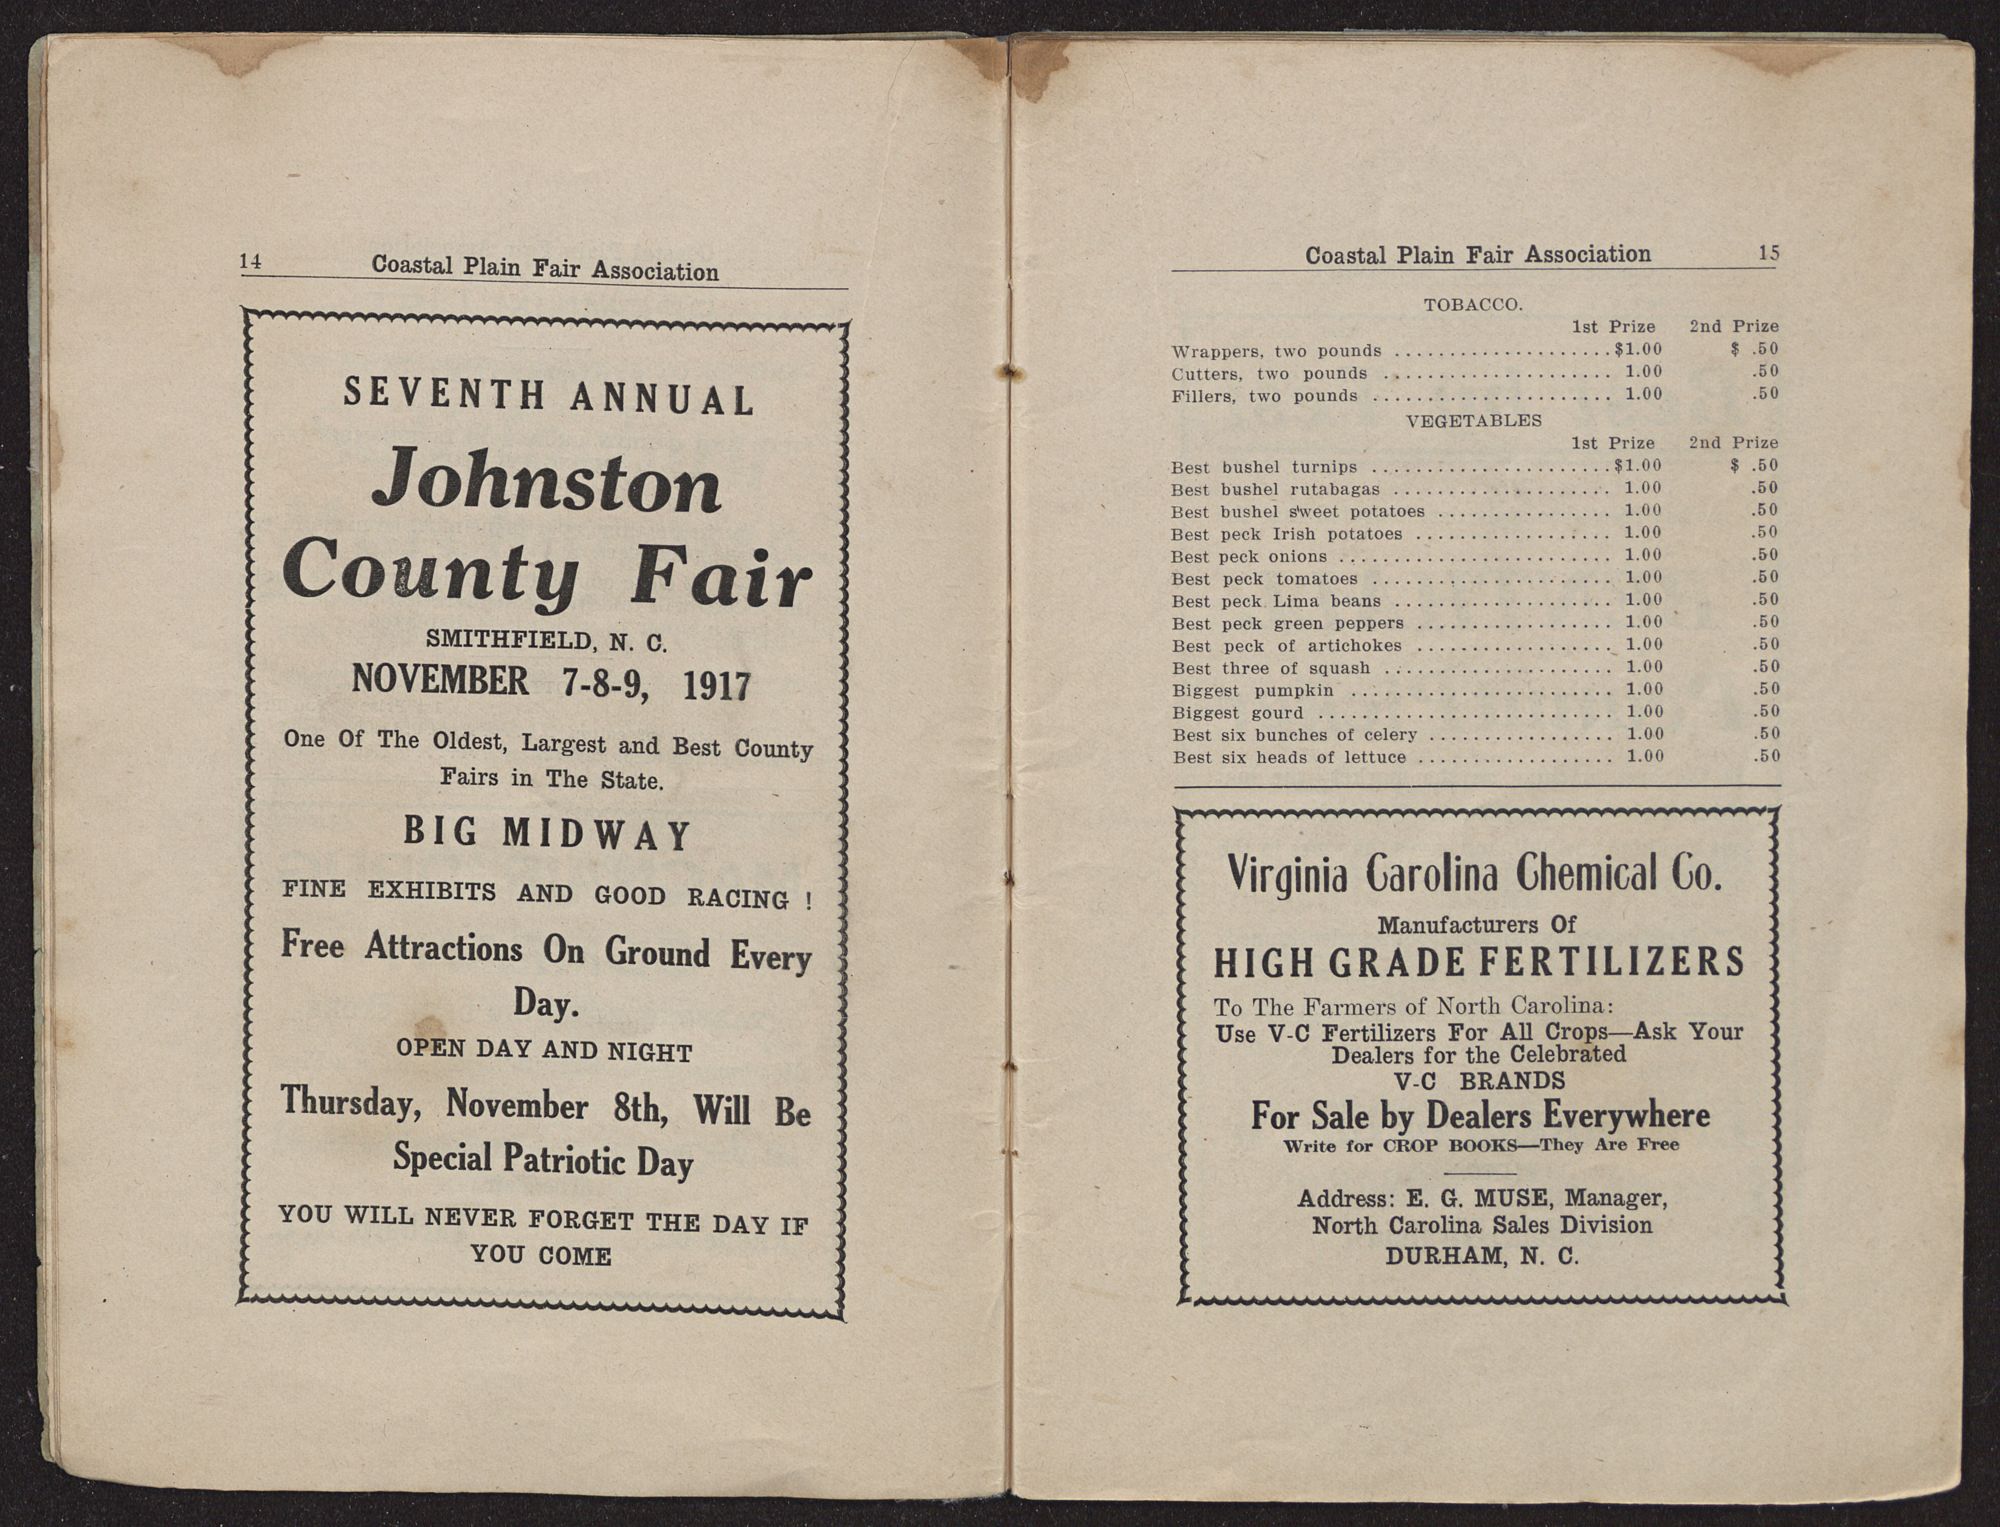 14 Coastal Plain Fair Association
SEVENTH ANNUAL
Johnston
County Fair
SMITHFIELD, N. C.
NOVEMBER 7-8-9, 1917
One Of The Oldest, Largest and Best County
Fairs in The State.
BIG MIDWAY
FINE EXHIBITS AND GOOD RACING !
Free Attractions On Ground Every
Day.
OPEN DAY AND NIGHT
Thursday, November 8th, Will Be
Special Patriotic Day
YOU WILL NEVER FORGET THE DAY IF
YOU COME
Coastal Plain Fair Association 15
TOBACCO.
1st Prize 2nd Prize
Wrappers, two pounds ....................$1.00 $ .50
Cutters, two pounds ..................... 1.00 .50
Fillers, two pounds ...................... 1.00 .50
VEGETABLES
1st Prize 2nd Prize
Best bushel turnips ......................$1.00 $ .50
Best bushel rutabagas .................... 1.00 .50
Best bushel sweet potatoes ................ 1.00 .50
Best peck Irish potatoes .................. 1.00 .50
Best peck onions ......................... 1.00 .50
Best peck tomatoes ...................... 1.00 .50
Best peck Lima beans .................... 1.00 .50
Best peck green peppers .................. 1.00 .50
Best peck of artichokes .................. 1.00 .50
Best three of squash ..................... 1.00 .50
Biggest pumpkin ........................ 1.00 .50
Biggest gourd ........................... 1.00 .50
Best six bunches of celery ................. 1.00 .50
Best six heads of lettuce .................. 1.00 .50
Virginia Carolina Chemical Co.
Manufacturers Of
HIGH GRADE FERTILIZERS
To The Farmers of North Carolina:
Use V-C Fertilizers For All Crops—Ask Your
Dealers for the Celebrated
V-C BRANDS
For Sale by Dealers Everywhere
Write for CROP BOOKS—They Are Free
Address: E. G. MUSE, Manager,
North Carolina Sales Division
DURHAM, N. C.